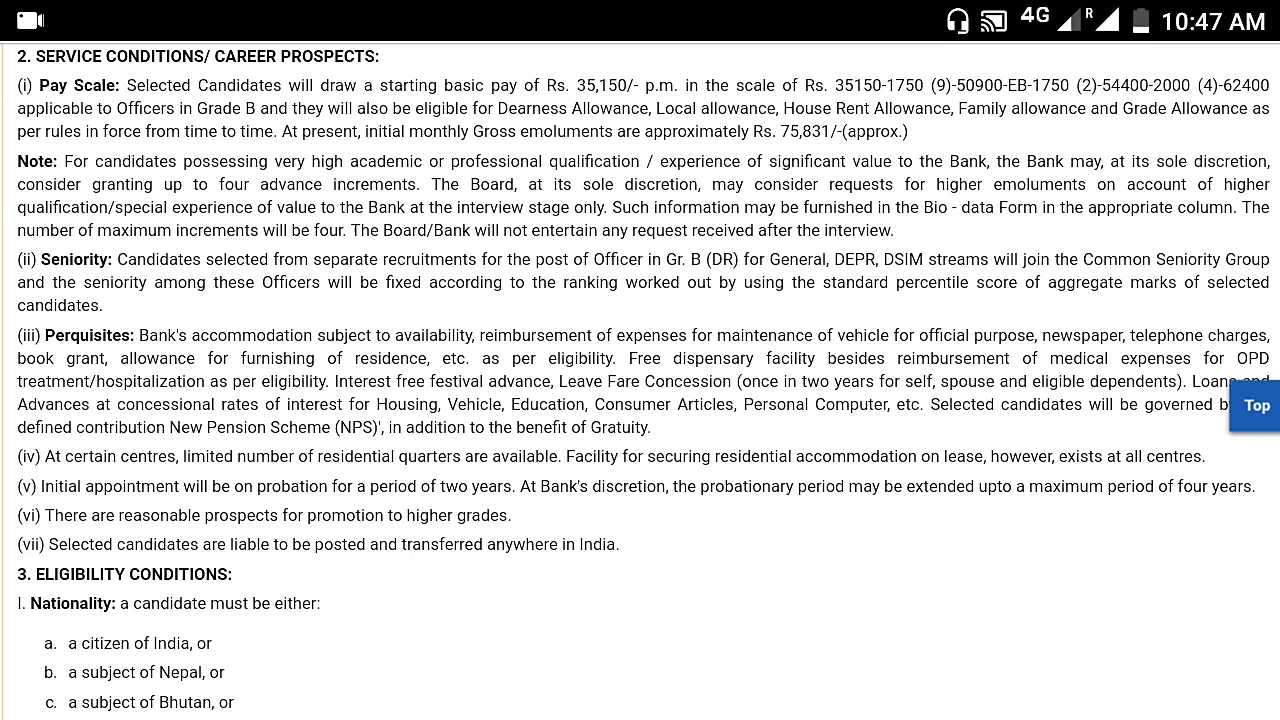 4G R 10:47 AM
2. SERVICE CONDITIONS/ CAREER PROSPECTS:
(i) Pay Scale: Selected Candidates will draw a starting basic pay of Rs. 35,150/- p.m. in the scale of Rs. 35150-1750 (9)-50900-EB-1750 (2)-54400-2000 (4)-62400
applicable to Officers in Grade B and they will also be eligible for Dearness Allowance, Local allowance, House Rent Allowance, Family allowance and Grade Allowance as
per rules in force from time to time. At present, initial monthly Gross emoluments are approximately Rs. 75,831/-(approx.)
Note: For candidates possessing very high academic or professional qualification / experience of significant value to the Bank, the Bank may, at its sole discretion,
consider granting up to four advance increments. The Board, at its sole discretion, may consider requests for higher emoluments on account of higher
qualification/special experience of value to the Bank at the interview stage only. Such information may be furnished in the Bio - data Form in the appropriate column. The
number of maximum increments will be four. The Board/Bank will not entertain any request received after the interview.
(ii) Seniority: Candidates selected from separate recruitments for the post of Officer in Gr. B (DR) for General, DEPR, DSIM streams will join the Common Seniority Group
and the seniority among these Officers will be fixed according to the ranking worked out by using the standard percentile score of aggregate marks of selected
candidates.
(iii) Perquisites: Bank's accommodation subject to availability, reimbursement of expenses for maintenance of vehicle for official purpose, newspaper, telephone charges,
book grant, allowance for furnishing of residence, etc. as per eligibility. Free dispensary facility besides reimbursement of medical expenses for OPD
treatment/hospitalization as per eligibility. Interest free festival advance, Leave Fare Concession (once in two years for self, spouse and eligible dependents). Loans and
Advances at concessional rates of interest for Housing, Vehicle, Education, Consumer Articles, Personal Computer, etc. Selected candidates will be governed
Top
defined contribution New Pension Scheme (NPS)', in addition to the benefit of Gratuity.
(iv) At certain centres, limited number of residential quarters are available. Facility for securing residential accommodation on lease, however, exists at all centres.
(v) Initial appointment will be on probation for a period of two years. At Bank's discretion, the probationary period may be extended upto a maximum period of four years.
(vi) There are reasonable prospects for promotion to higher grades.
(vii) Selected candidates are liable to be posted and transferred anywhere in India.
3. ELIGIBILITY CONDITIONS:
I. Nationality: a candidate must be either:
a. a citizen of India, or
b. a subject of Nepal, or
c. a subject of Bhutan, or